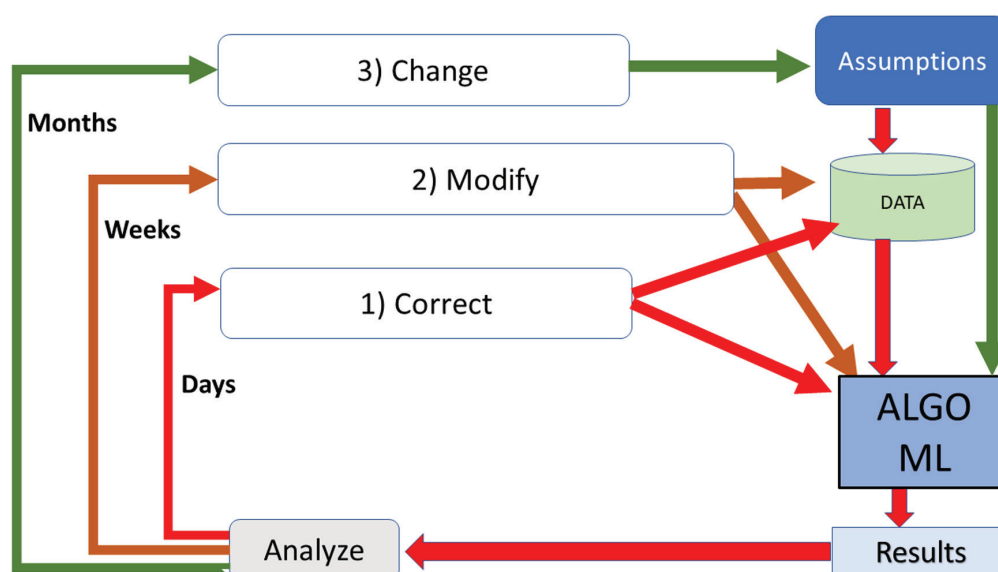 3) Change
Assumptions
Months
2) Modify
DATA
Weeks
1) Correct
Days
ALGO
ML
Analyze
Results